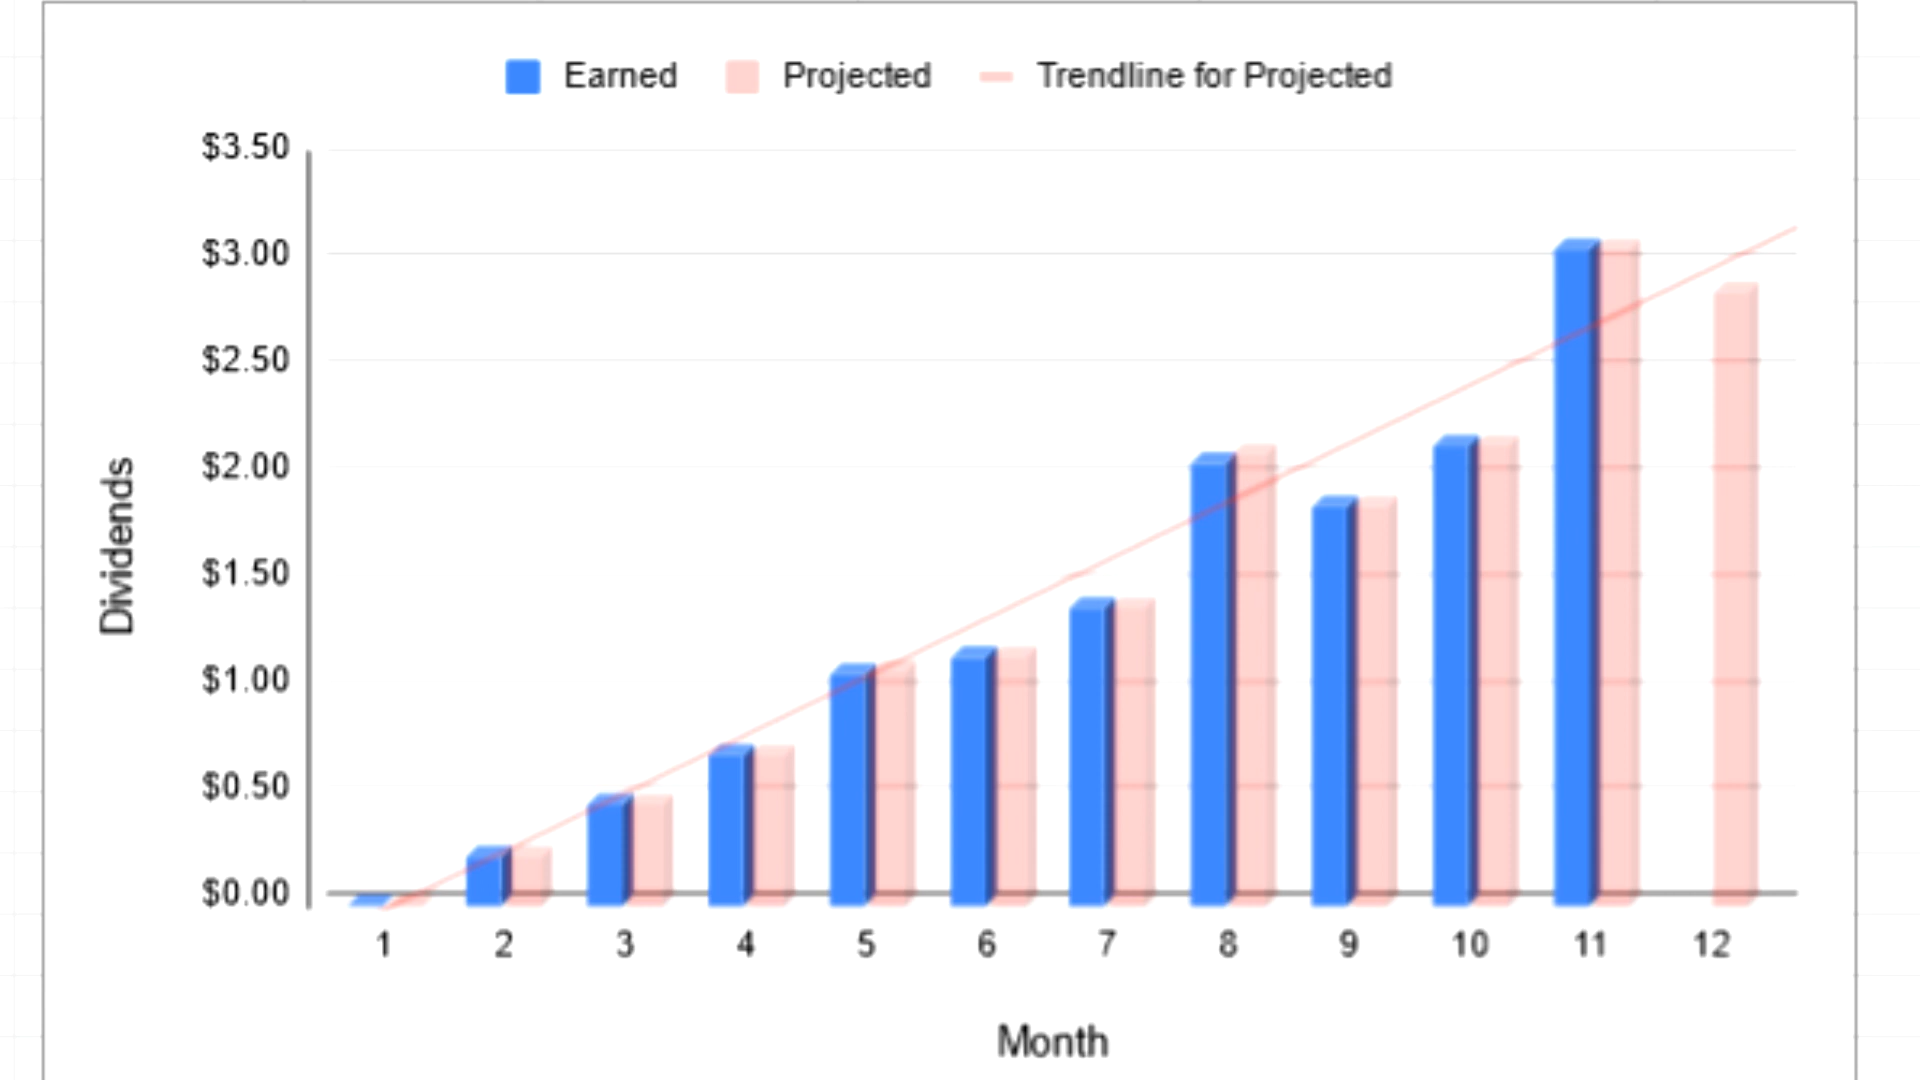 Earned Projected Trendline for Projected
$3.50
$3.00
$2.50
$2.00
$1.50
$1.00
$0.50
$0.00
Dividends
1 2 3 4 5 6 7 8 9 10 11 12
Month